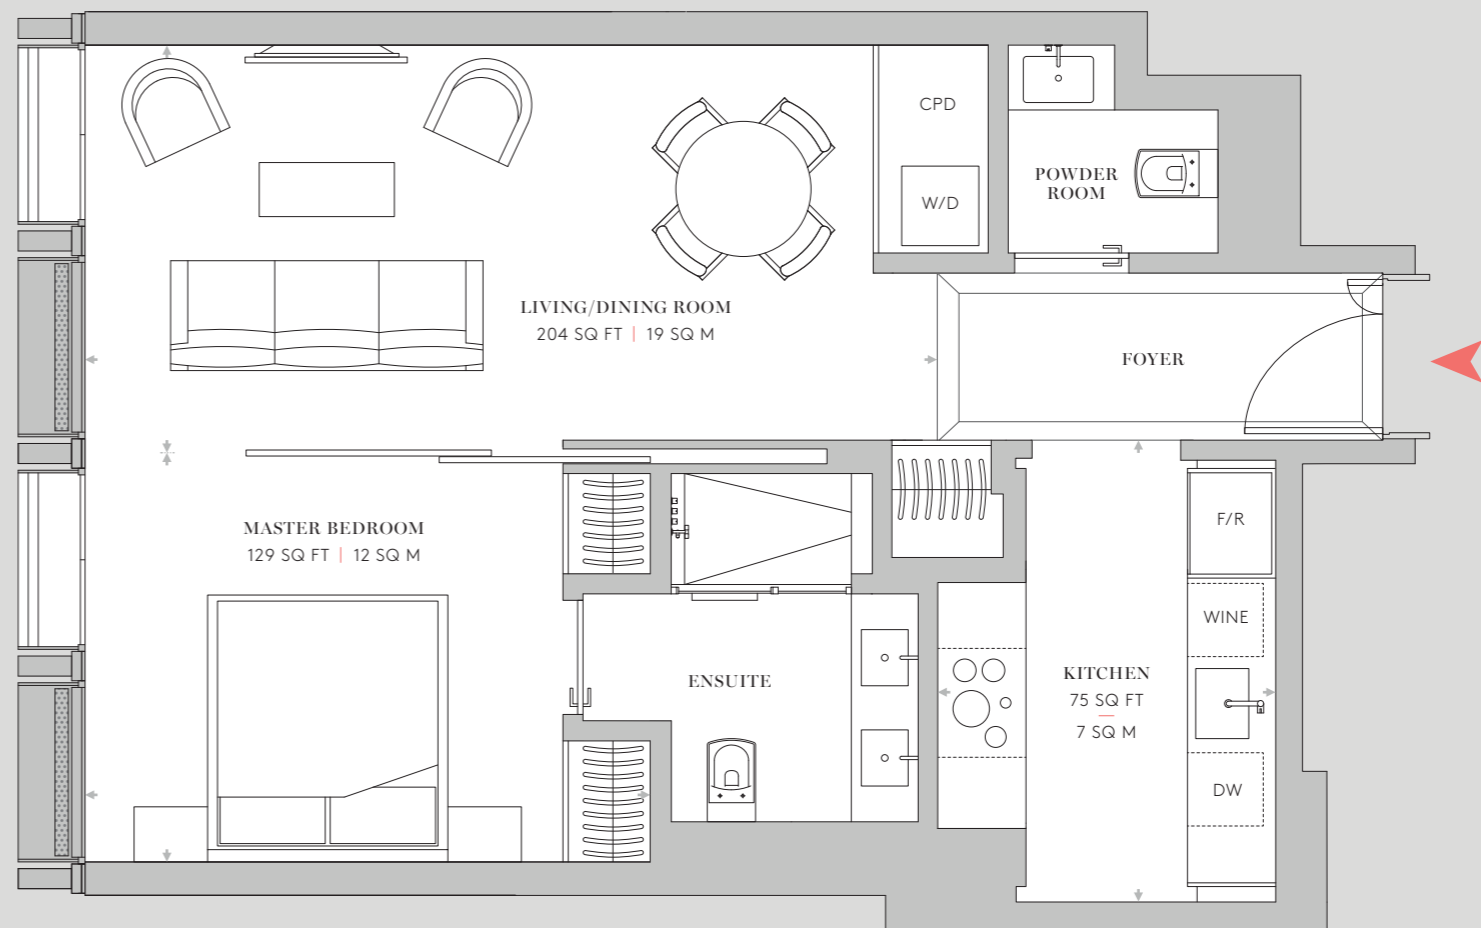 CPD
W/D
POWDER
ROOM
LIVING/DINING ROOM
204 SQ FT | 19 SQ M
FOYER
MASTER BEDROOM
129 SQ FT | 12 SQ M
F/R
WINE
ENSUITE
KITCHEN
75 SQ FT
7 SQ M
DW